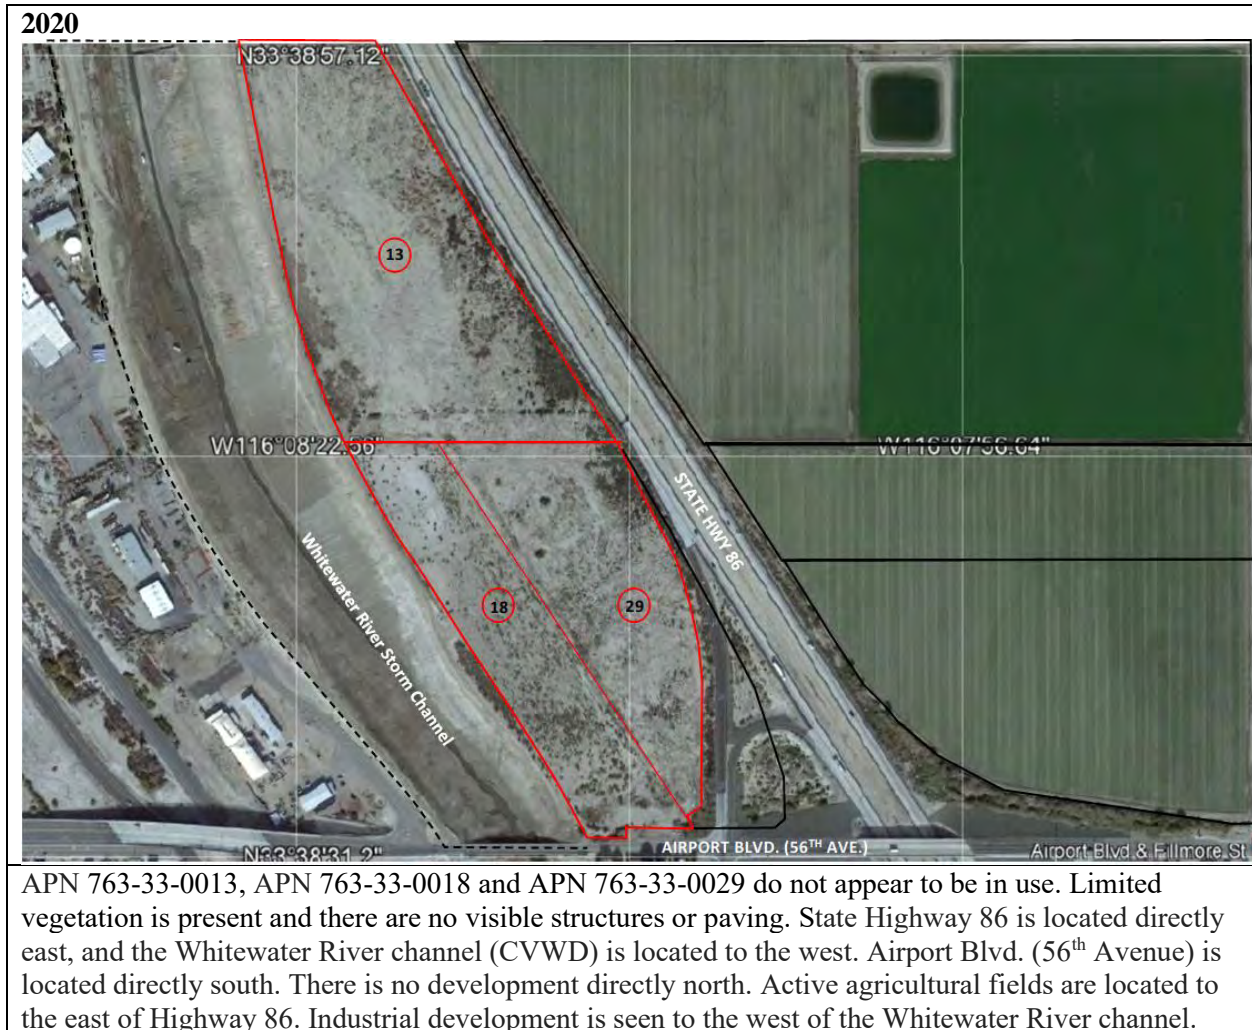 2020
N33°38'57.12"
13
W116°08'22.56"
W116°07'56.64"
STATE HWY 86
Whitewater River Storm Channel
18
29
AIRPORT BLVD. (56TH AVE.)
N33°38'31.2"
Airport Blvd & Fillmore St
APN 763-33-0013, APN 763-33-0018 and APN 763-33-0029 do not appear to be in use. Limited
vegetation is present and there are no visible structures or paving. State Highway 86 is located directly
east, and the Whitewater River channel (CVWD) is located to the west. Airport Blvd. (56th Avenue) is
located directly south. There is no development directly north. Active agricultural fields are located to
the east of Highway 86. Industrial development is seen to the west of the Whitewater River channel.